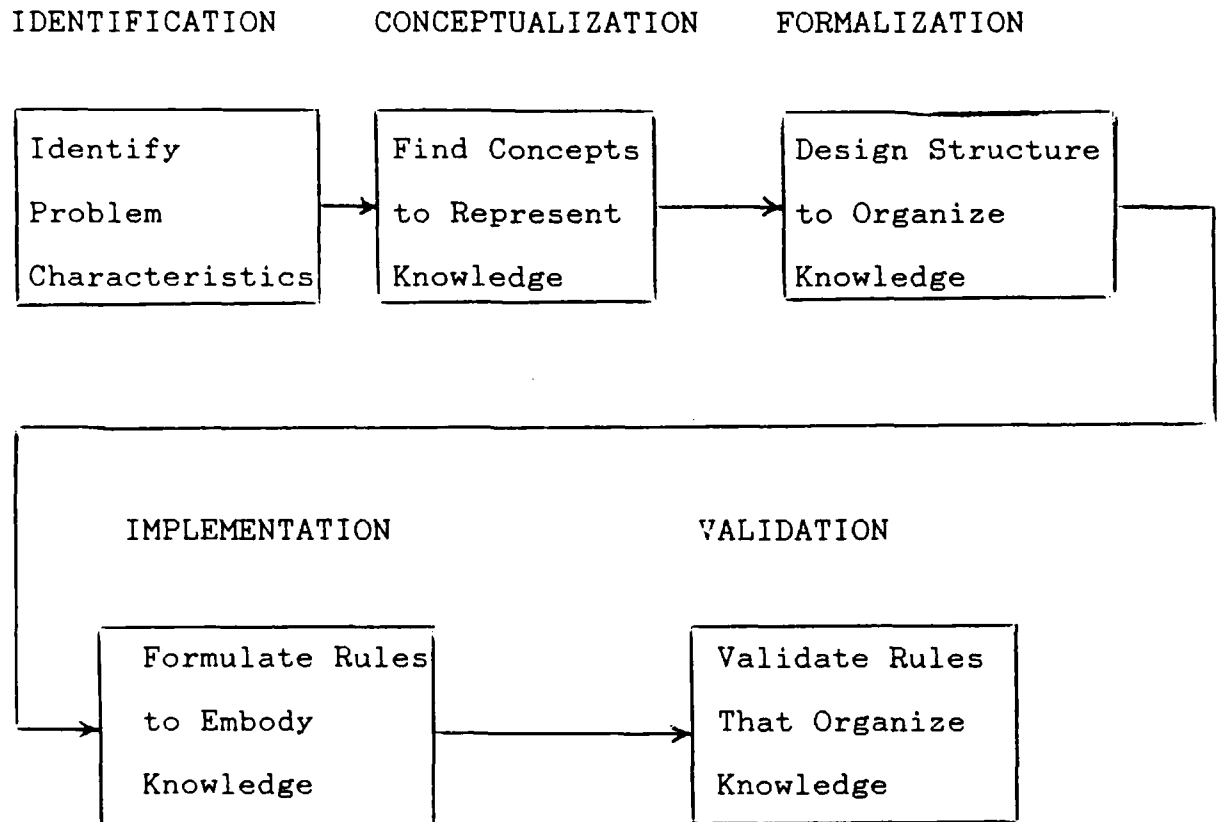 IDENTIFICATION CONCEPTUALIZATION FORMALIZATION
Identify
Problem
Characteristics
Find Concepts
to Represent
Knowledge
Design Structure
to Organize
Knowledge
IMPLEMENTATION VALIDATION
Formulate Rules
to Embody
Knowledge
Validate Rules
That Organize
Knowledge